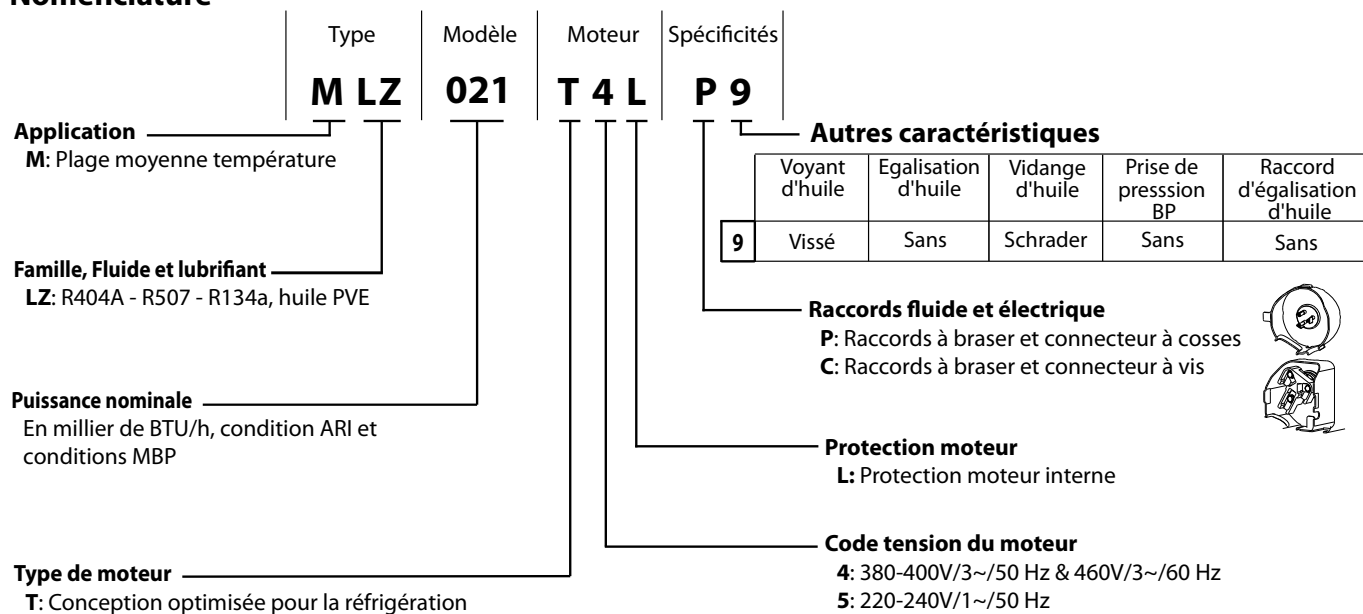 Nomenclature
Type Modèle Moteur Spécificités
M LZ 021 T 4 L P 9
Application
M: Plage moyenne température
Famille, Fluide et lubrifiant
LZ: R404A - R507 - R134a, huile PVE
Puissance nominale
En millier de BTU/h, condition ARI et
conditions MBP
Type de moteur
T: Conception optimisée pour la réfrigération
Autres caractéristiques
Voyant d'huile Egalisation d'huile Vidange d'huile Prise de presssion BP Raccord d'égalisation d'huile
9 Vissé Sans Schrader Sans Sans
Raccords fluide et électrique
P: Raccords à braser et connecteur à cosses
C: Raccords à braser et connecteur à vis
Protection moteur
L: Protection moteur interne
Code tension du moteur
4: 380-400V/3~/50 Hz & 460V/3~/60 Hz
5: 220-240V/1~/50 Hz